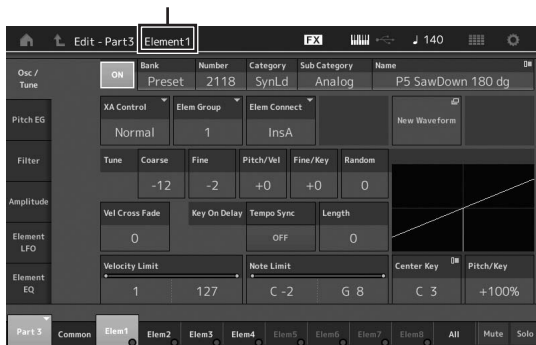 Edit - Part3 Element1 FX 140
Osc / Tune
ON
Bank Preset
Number 2118
Category SynLd
Sub Category Analog
Name P5 SawDown 180 dg
Pitch EG
XA Control Normal
Elem Group 1
Elem Connect InsA
New Waveform
Filter
Tune
Coarse -12
Fine -2
Pitch/Vel +0
Fine/Key +0
Random 0
Amplitude
Vel Cross Fade 0
Key On Delay
Tempo Sync OFF
Length 0
Element LFO
Element EQ
Velocity Limit 1 127
Note Limit C -2 G 8
Center Key C 3
Pitch/Key +100%
Part 3 Common Elem1 Elem2 Elem3 Elem4 Elem5 Elem6 Elem7 Elem8 All Mute Solo